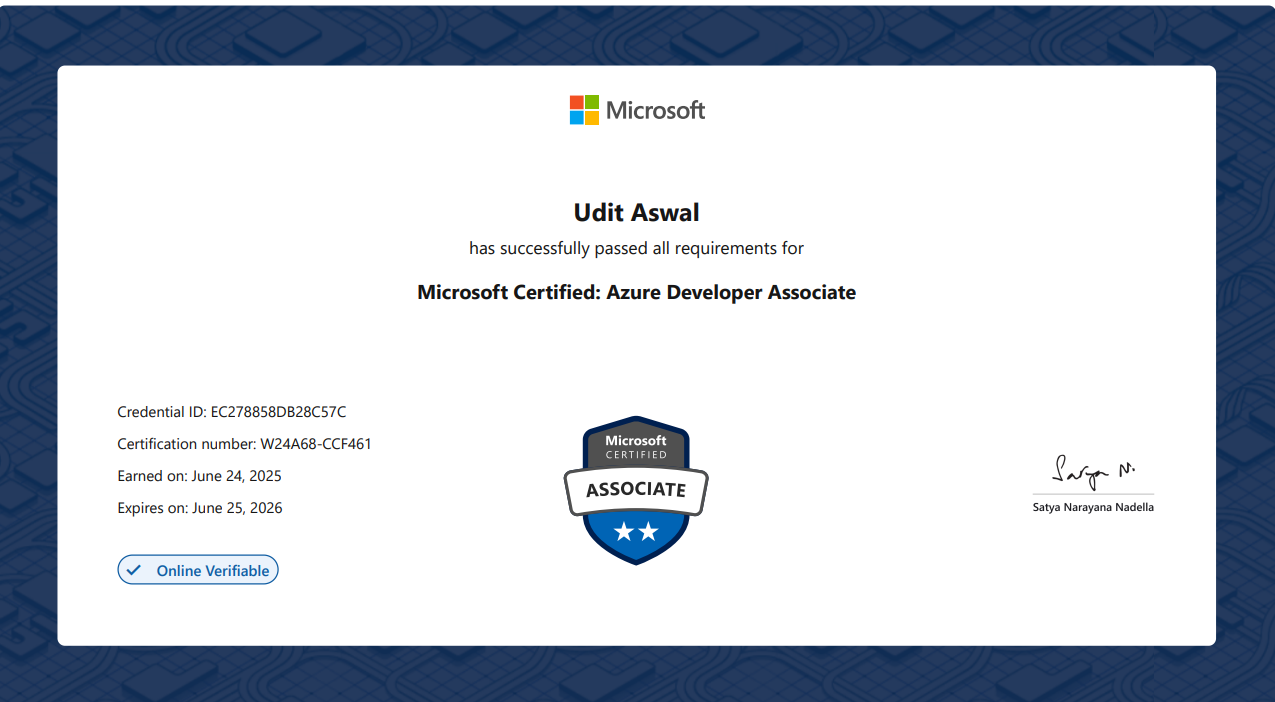 Microsoft
Udit Aswal
has successfully passed all requirements for
Microsoft Certified: Azure Developer Associate
Credential ID: EC278858DB28C57C
Certification number: W24A68-CCF461
Earned on: June 24, 2025
Expires on: June 25, 2026
Online Verifiable
Microsoft
CERTIFIED
ASSOCIATE
Satya N.
Satya Narayana Nadella